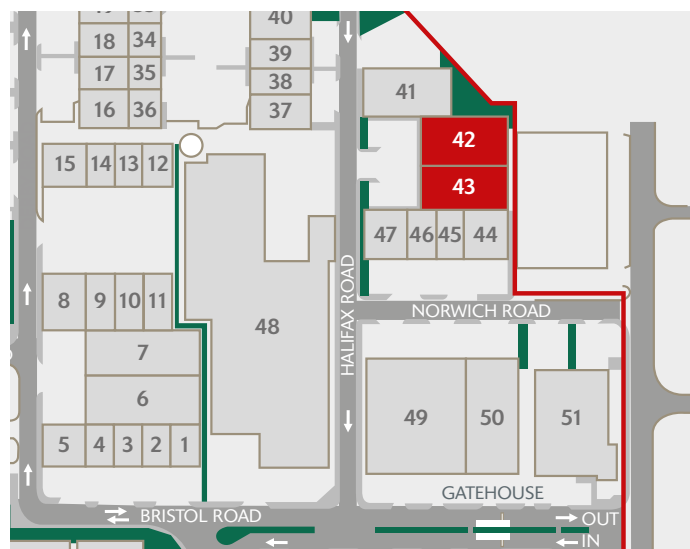 40
18 34
39
17 35
38
41
16 36
37
42
15 14 13 12
43
47 46 45 44
8 9 10 11
NORWICH ROAD
48
HALIFAX ROAD
7
6
49 50 51
5 4 3 2 1
GATEHOUSE
BRISTOL ROAD
OUT
IN